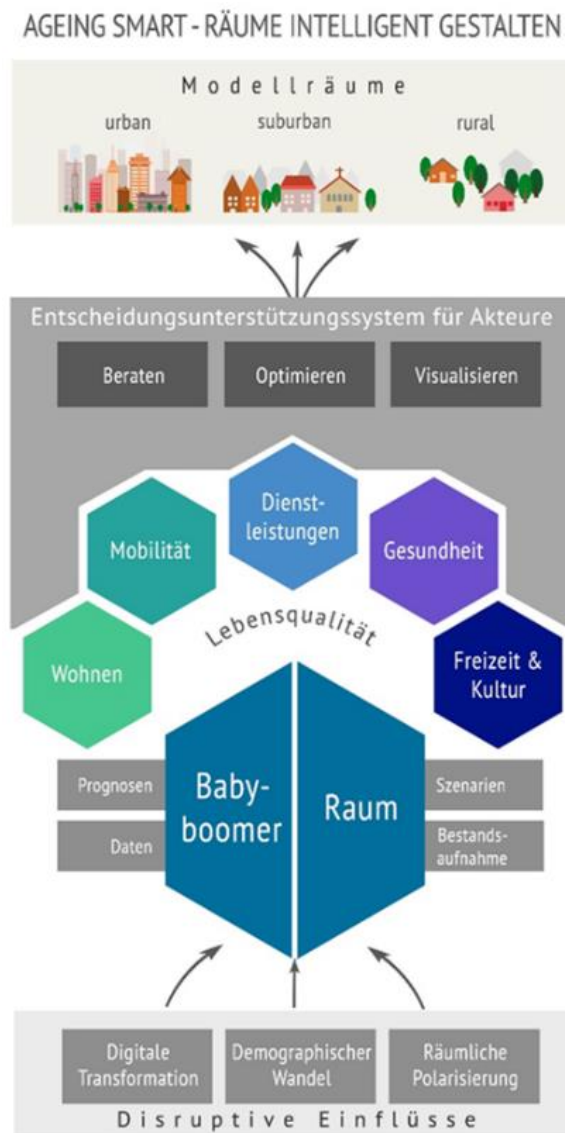 AGEING SMART - RÄUME INTELLIGENT GESTALTEN
Modellräume
urban
suburban
rural
Entscheidungsunterstützungssystem für Akteure
Beraten
Optimieren
Visualisieren
Dienst-
leistungen
Mobilität
Gesundheit
Lebensqualität
Wohnen
Freizeit &
Kultur
Prognosen
Daten
Baby-
boomer
Raum
Szenarien
Bestands-
aufnahme
Digitale
Transformation
Demographischer
Wandel
Räumliche
Polarisierung
Disruptive Einflüsse